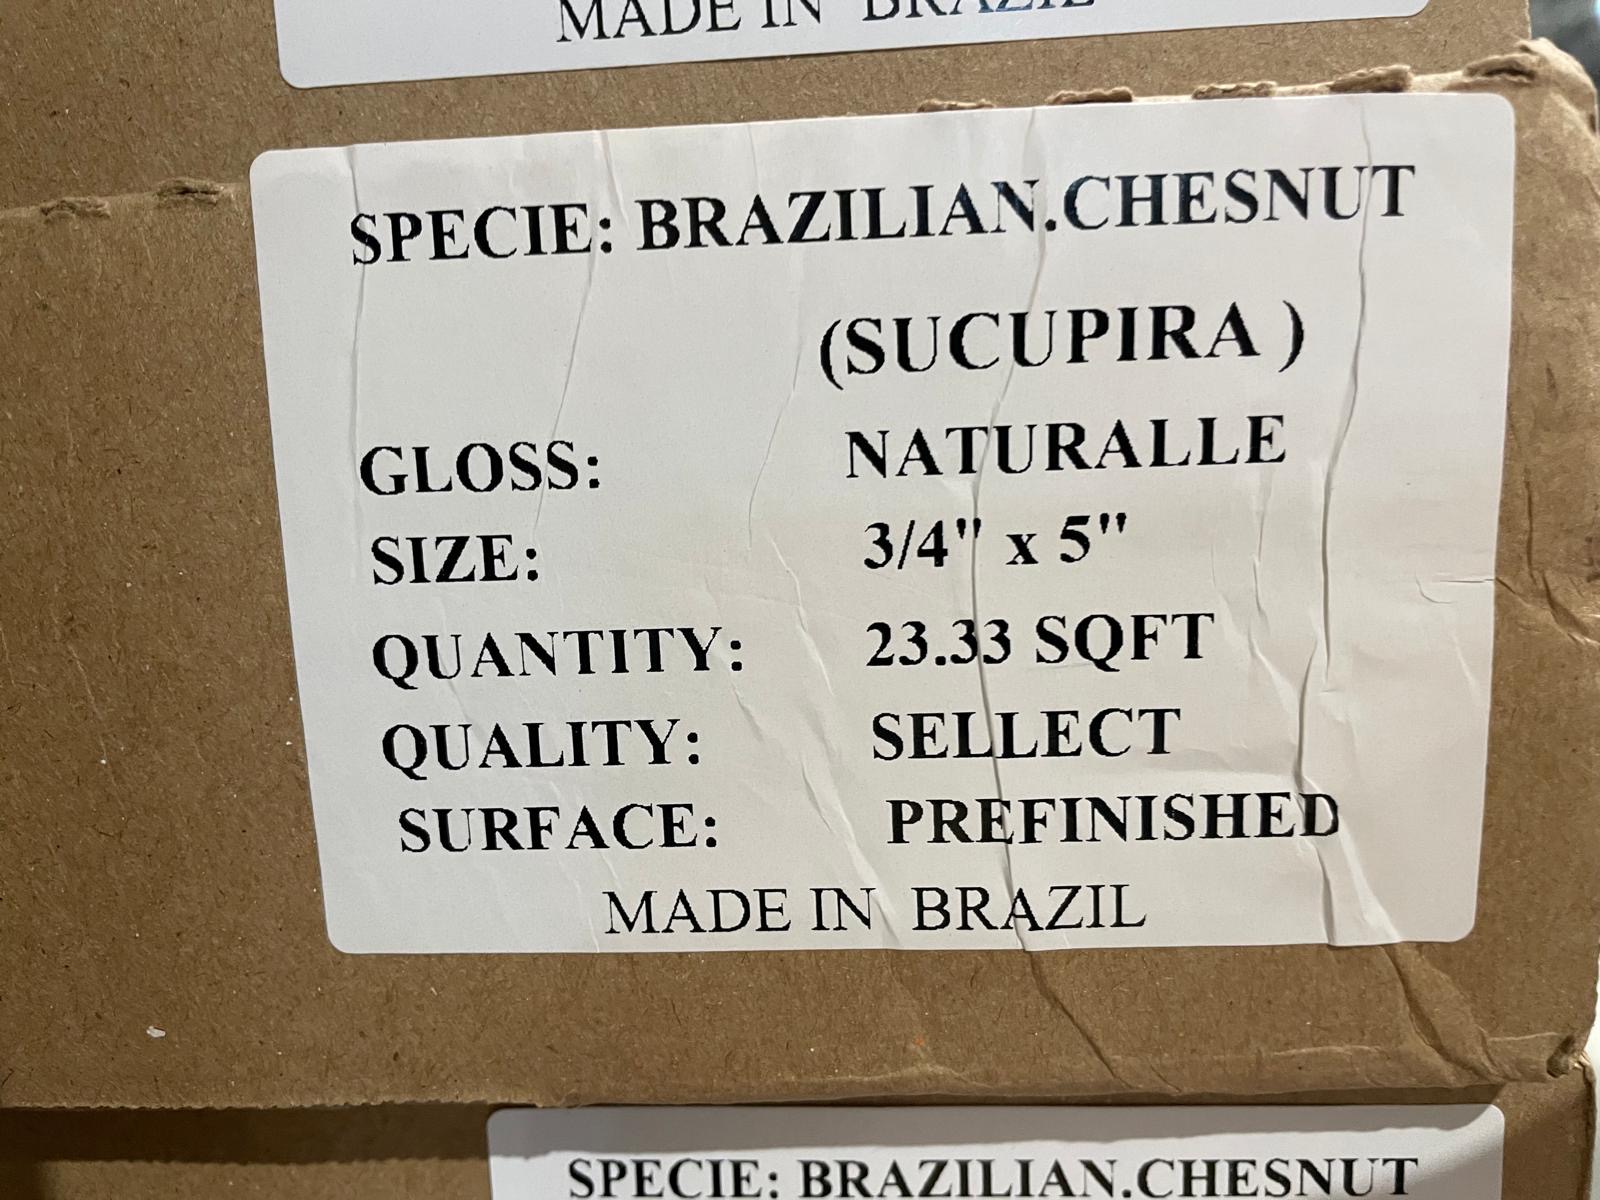 MADE IN BRAZIL
SPECIE: BRAZILIAN.CHESNUT
(SUCUPIRA )
GLOSS: NATURALLE
SIZE: 3/4" x 5"
QUANTITY: 23.33 SQFT
QUALITY: SELLECT
SURFACE: PREFINISHED
MADE IN BRAZIL
SPECIE: BRAZILIAN.CHESNUT